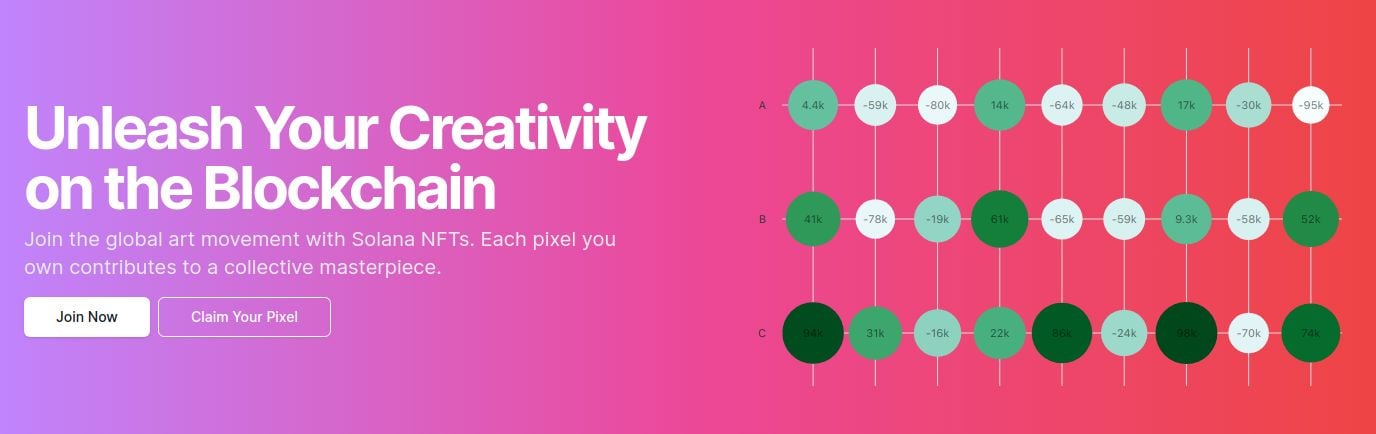 Unleash Your Creativity
on the Blockchain
Join the global art movement with Solana NFTs. Each pixel you
own contributes to a collective masterpiece.
Join Now Claim Your Pixel
A 4.4k -59k -80k 14k -64k -48k 17k -30k -95k
B 41k -78k -19k 61k -65k -59k 9.3k -58k 52k
C 94k 31k -16k 22k 86k -24k 98k -70k 74k